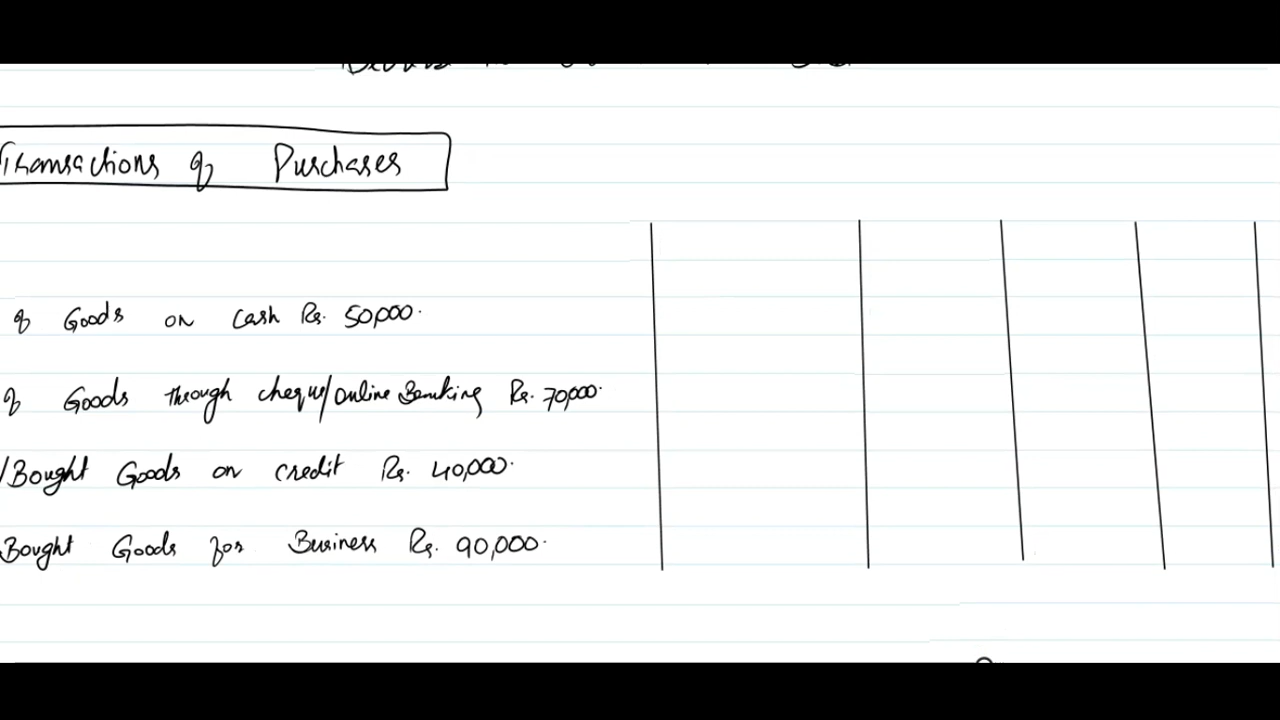 Transactions of Purchases
of Goods on Cash Rs. 50,000.
of Goods through cheque/Online Banking Rs. 70,000.
/Bought Goods on credit Rs. 40,000.
Bought Goods for Business Rs. 90,000.